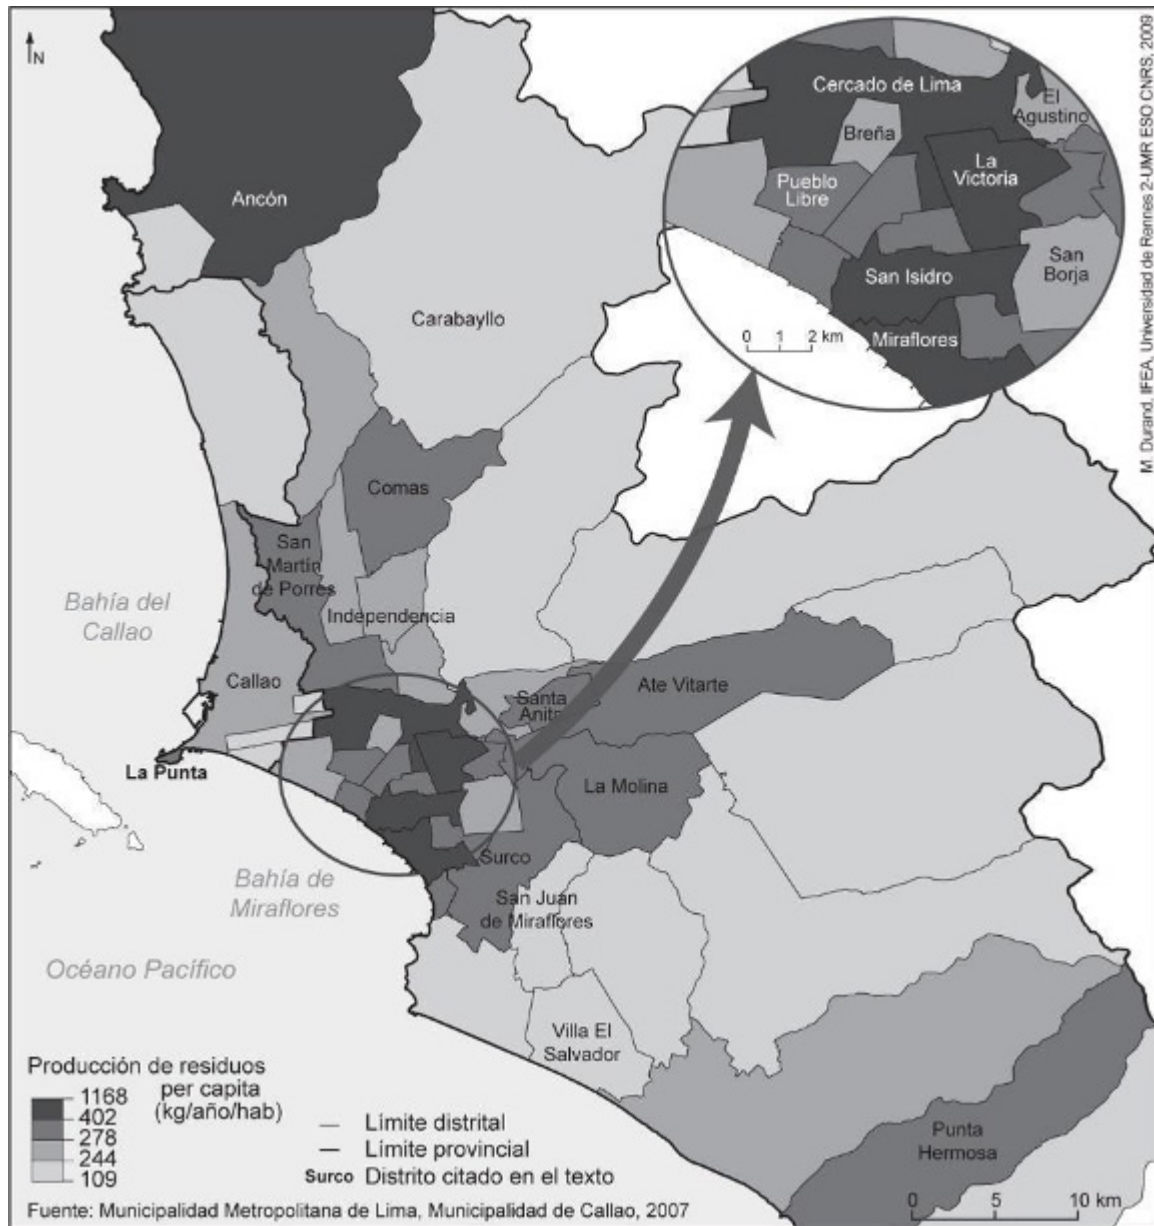 N
Ancón
Carabayllo
Comas
San
Martín
de Porres
Independencia
Bahía del
Callao
Callao
Santa
Anita
Ate Vitarte
La Punta
La Molina
Surco
Bahía de
Miraflores
San Juan
de Miraflores
Océano Pacífico
Villa El
Salvador
Punta
Hermosa
Cercado de Lima
El
Agustino
Breña
La
Victoria
Pueblo
Libre
San Isidro
San
Borja
Miraflores
0 1 2 km
M. Durand, IFEA, Universidad de Rennes 2-UMR ESO CNRS, 2009
Producción de residuos
per capita
(kg/año/hab)
1168
402
278
244
109
Límite distrital
Límite provincial
Surco Distrito citado en el texto
0 5 10 km
Fuente: Municipalidad Metropolitana de Lima, Municipalidad de Callao, 2007